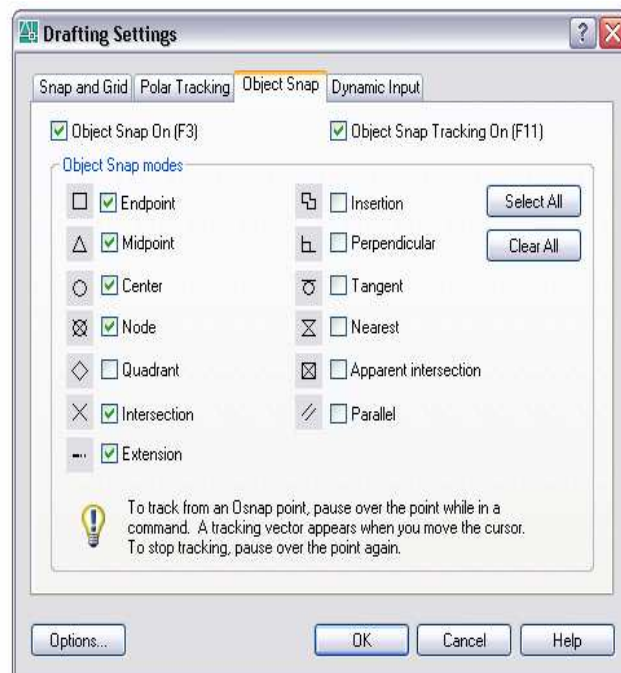 Drafting Settings
Snap and Grid Polar Tracking Object Snap Dynamic Input
Object Snap On (F3) Object Snap Tracking On (F11)
Object Snap modes
Endpoint Insertion Select All
Midpoint Perpendicular Clear All
Center Tangent
Node Nearest
Quadrant Apparent intersection
Intersection Parallel
Extension
To track from an Osnap point, pause over the point while in a
command. A tracking vector appears when you move the cursor.
To stop tracking, pause over the point again.
Options... OK Cancel Help